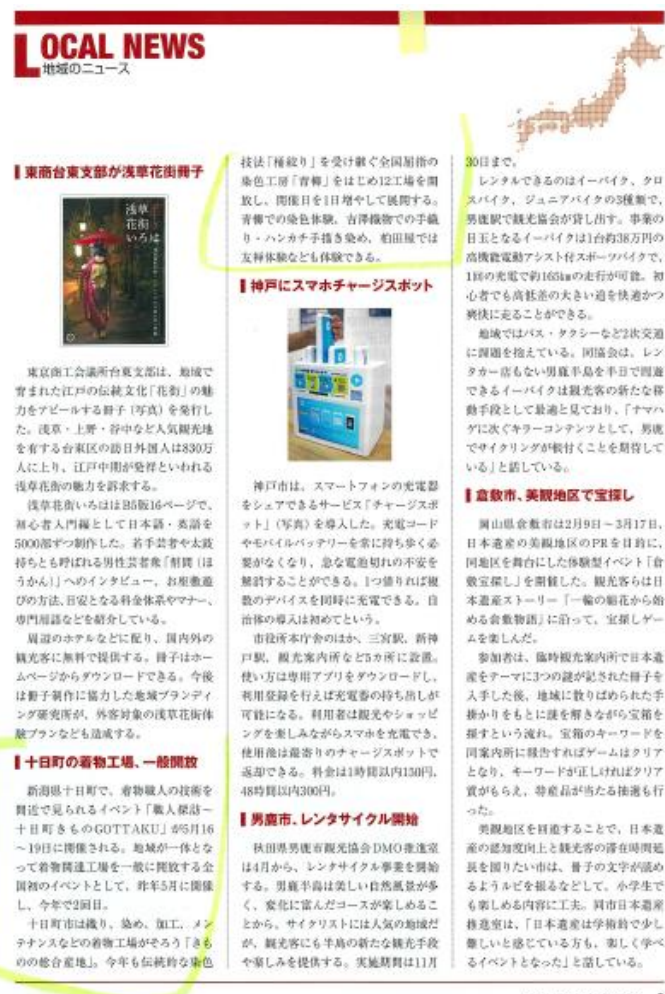 LOCAL NEWS
地域のニュース
東商台東支部が浅草花街冊子
浅草
花街
いろは
東京商工会議所台東支部は、地域で
育まれた江戸の伝統文化「花街」の魅
力をアピールする冊子(写真)を発行し
た。浅草・上野・谷中など人気観光地
を有する台東区の訪日外国人は830万
人に上り、江戸中期が発祥といわれる
浅草花街の魅力を訴求する。
浅草花街いろははB5版16ページで、
初心者入門編として日本語・英語を
5000部ずつ制作した。若手芸者や太鼓
持ちとも呼ばれる男性芸者衆「幇間(ほ
うかん)」へのインタビュー、お座敷遊
びの方法、目安となる料金体系やマナー、
専門用語などを紹介している。
周辺のホテルなどに配り、国内外の
観光客に無料で提供する。冊子はホー
ムページからダウンロードできる。今後
は冊子制作に協力した地域ブランディ
ング研究所が、外客対象の浅草花街体
験プランなども造成する。
十日町の着物工場、一般開放
新潟県十日町で、着物職人の技術を
間近で見られるイベント「職人探訪〜
十日町きものGOTTAKU」が5月16
〜19日に開催される。地域が一体とな
って着物関連工場を一般に開放する全
国初のイベントとして、昨年5月に開催
し、今年で2回目。
十日町市は織り、染め、加工、メン
テナンスなどの着物工場がそろう「きも
のの総合産地」。今年も伝統的な染色
技法「桶絞り」を受け継ぐ全国屈指の
染色工房「青柳」をはじめ12工場を開
放し、開催日を1日増やして展開する。
青柳での染色体験、吉澤織物での手織
り・ハンカチ手描き染め、柏田屋では
友禅体験なども体験できる。
神戸にスマホチャージスポット
神戸市は、スマートフォンの充電器
をシェアできるサービス「チャージスポ
ット」(写真)を導入した。充電コード
やモバイルバッテリーを常に持ち歩く必
要がなくなり、急な電池切れの不安を
解消することができる。1つ借りれば複
数のデバイスを同時に充電できる。自
治体の導入は初めてという。
市役所本庁舎のほか、三宮駅、新神
戸駅、観光案内所など5カ所に設置。
使い方は専用アプリをダウンロードし、
利用登録を行えば充電器の持ち出しが
可能になる。利用者は観光やショッピ
ングを楽しみながらスマホを充電でき、
使用後は最寄りのチャージスポットで
返却できる。料金は1時間以内150円、
48時間以内300円。
男鹿市、レンタサイクル開始
秋田県男鹿市観光協会DMO推進室
は4月から、レンタサイクル事業を開始
する。男鹿半島は美しい自然風景が多
く、変化に富んだコースが楽しめるこ
とから、サイクリストには人気の地域だ
が、観光客にも半島の新たな観光手段
や楽しみを提供する。実施期間は11月
30日まで。
レンタルできるのはイーバイク、クロ
スバイク、ジュニアバイクの3種類で、
男鹿駅で観光協会が貸し出す。事業の
目玉となるイーバイクは1台約38万円の
高機能電動アシスト付スポーツバイクで、
1回の充電で約165kmの走行が可能。初
心者でも高低差の大きい道を快適かつ
爽快に走ることができる。
地域ではバス・タクシーなど2次交通
に課題を抱えている。同協会は、レン
タカー店もない男鹿半島を半日で周遊
できるイーバイクは観光客の新たな移
動手段として最適と見ており、「ナマハ
ゲに次ぐキラーコンテンツとして、男鹿
でサイクリングが根付くことを期待して
いる」と話している。
倉敷市、美観地区で宝探し
岡山県倉敷市は2月9日〜3月17日、
日本遺産の美観地区のPRを目的に、
同地区を舞台にした体験型イベント「倉
敷宝探し」を開催した。観光客らは日
本遺産ストーリー「一輪の綿花から始
める倉敷物語」に沿って、宝探しゲー
ムを楽しんだ。
参加者は、臨時観光案内所で日本遺
産をテーマに3つの謎が記された冊子を
入手した後、地域に散りばめられた手
掛かりをもとに謎を解きながら宝箱を
探すという流れ。宝箱のキーワードを
同案内所に報告すればゲームはクリア
となり、キーワードが正しければクリア
賞がもらえ、特産品が当たる抽選も行
った。
美観地区を回遊することで、日本遺
産の認知度向上と観光客の滞在時間延
長を図りたい市は、冊子の文字が読め
るようルビを振るなどして、小学生で
も楽しめる内容に工夫。同市日本遺産
推進室は、「日本遺産は学術的で少し
難しいと感じている方も、楽しく学べ
るイベントとなった」と話している。